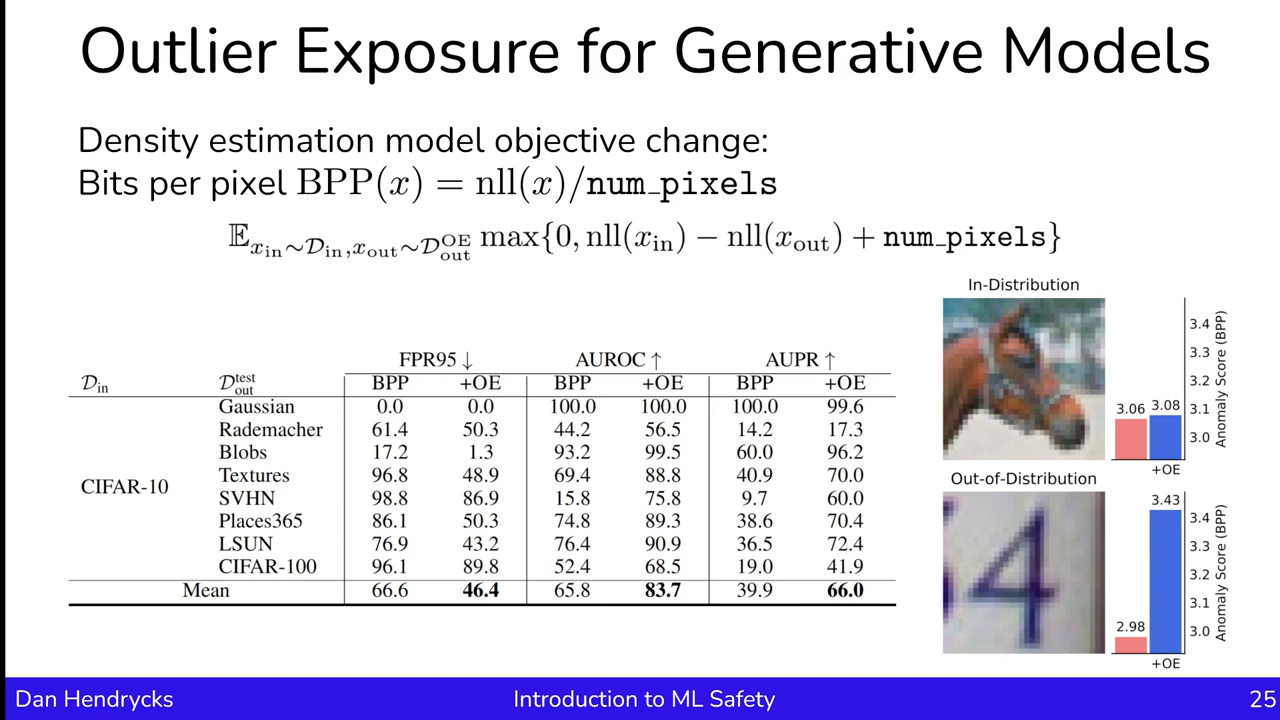 Outlier Exposure for Generative Models
Density estimation model objective change:
Bits per pixel BPP(x) = nll(x)/num_pixels
𝔼_{x_in∼𝒟_in, x_out∼𝒟_out^OE} max{0, nll(x_in) − nll(x_out) + num_pixels}
FPR95 ↓ AUROC ↑ AUPR ↑
𝒟_in 𝒟_out^test BPP +OE BPP +OE BPP +OE
Gaussian 0.0 0.0 100.0 100.0 100.0 99.6
Rademacher 61.4 50.3 44.2 56.5 14.2 17.3
Blobs 17.2 1.3 93.2 99.5 60.0 96.2
Textures 96.8 48.9 69.4 88.8 40.9 70.0
CIFAR-10
SVHN 98.8 86.9 15.8 75.8 9.7 60.0
Places365 86.1 50.3 74.8 89.3 38.6 70.4
LSUN 76.9 43.2 76.4 90.9 36.5 72.4
CIFAR-100 96.1 89.8 52.4 68.5 19.0 41.9
Mean 66.6 46.4 65.8 83.7 39.9 66.0
In-Distribution
3.06 3.08
+OE
3.4
3.3
3.2
3.1
3.0
Anomaly Score (BPP)
Out-of-Distribution
4
2.98 3.43
+OE
3.4
3.3
3.2
3.1
3.0
Anomaly Score (BPP)
Dan Hendrycks Introduction to ML Safety 25